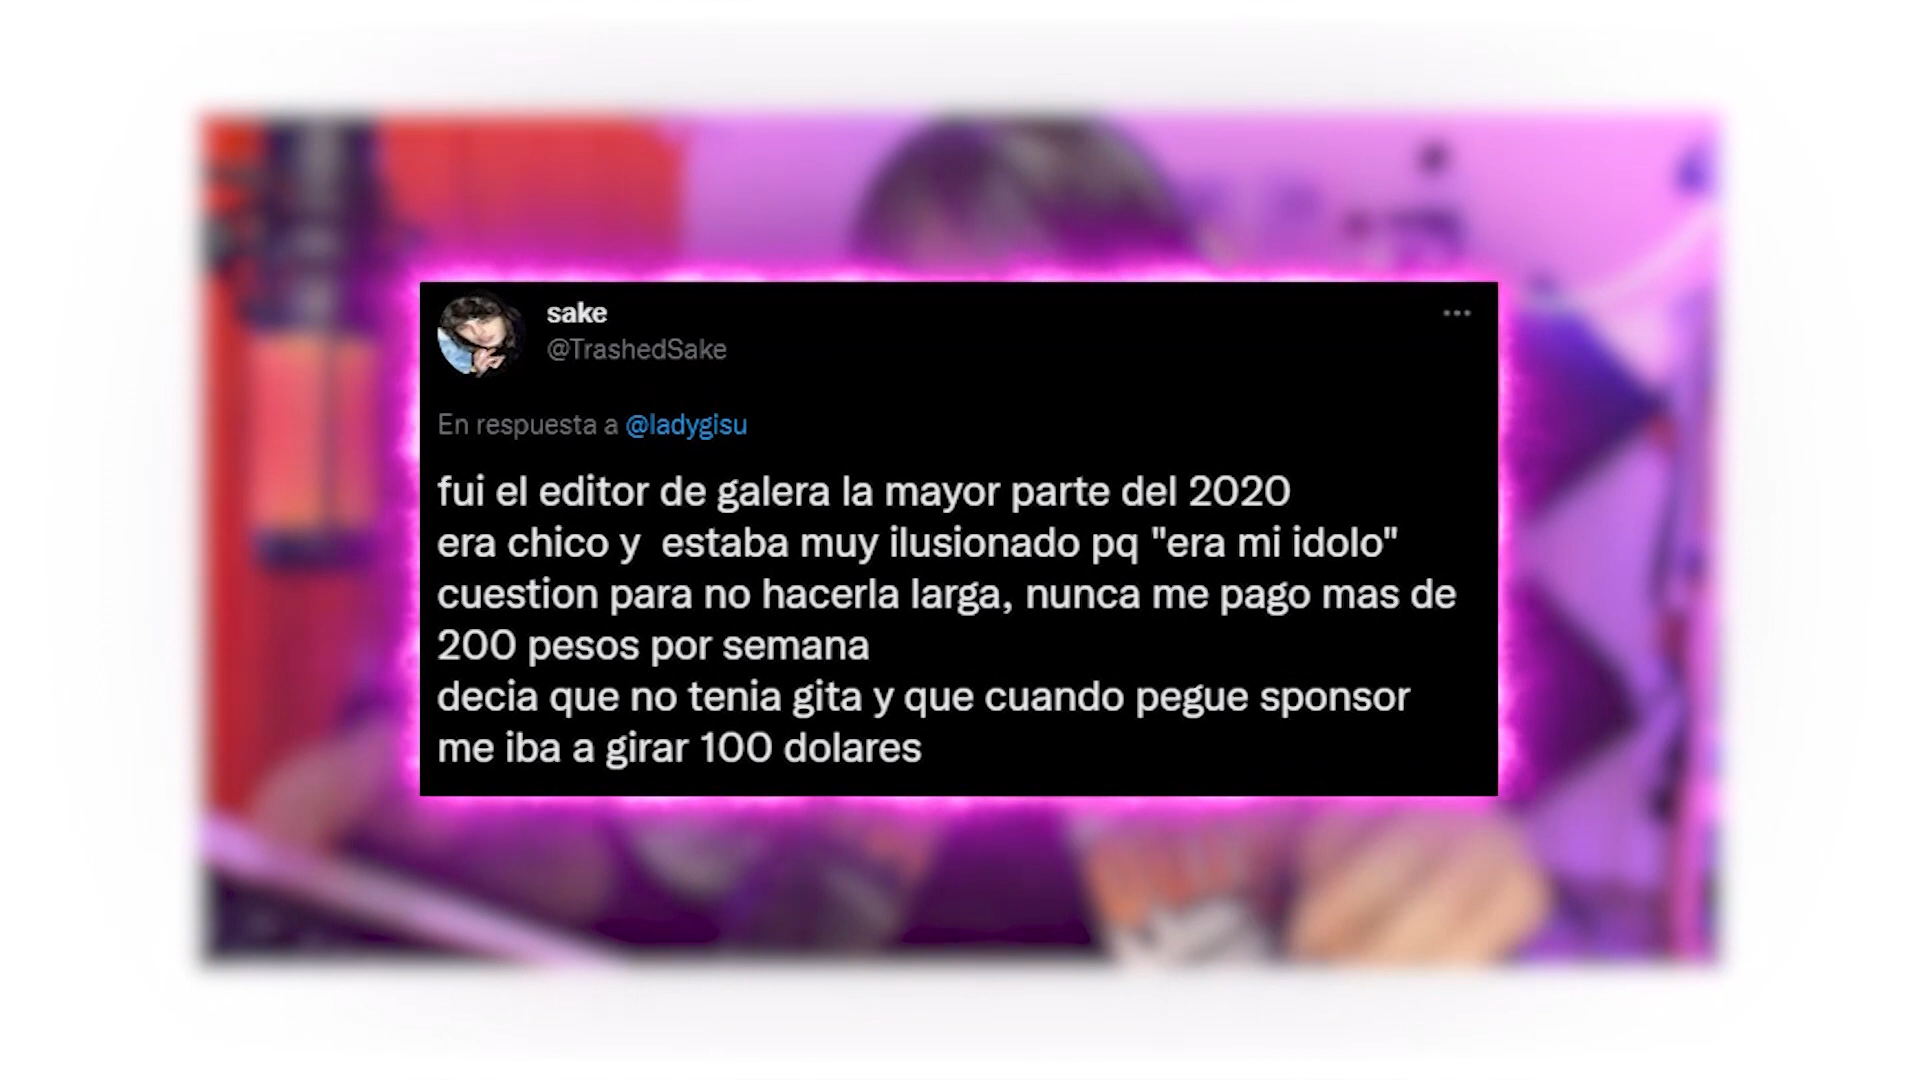 sake
@TrashedSake
En respuesta a @ladygisu
fui el editor de galera la mayor parte del 2020
era chico y  estaba muy ilusionado pq "era mi idolo"
cuestion para no hacerla larga, nunca me pago mas de
200 pesos por semana
decia que no tenia gita y que cuando pegue sponsor
me iba a girar 100 dolares